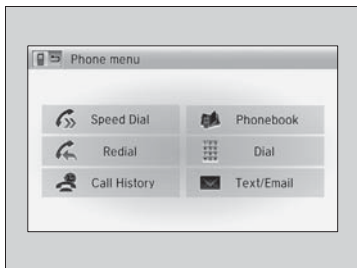 Phone menu
Speed Dial Phonebook
Redial Dial
Call History Text/Email